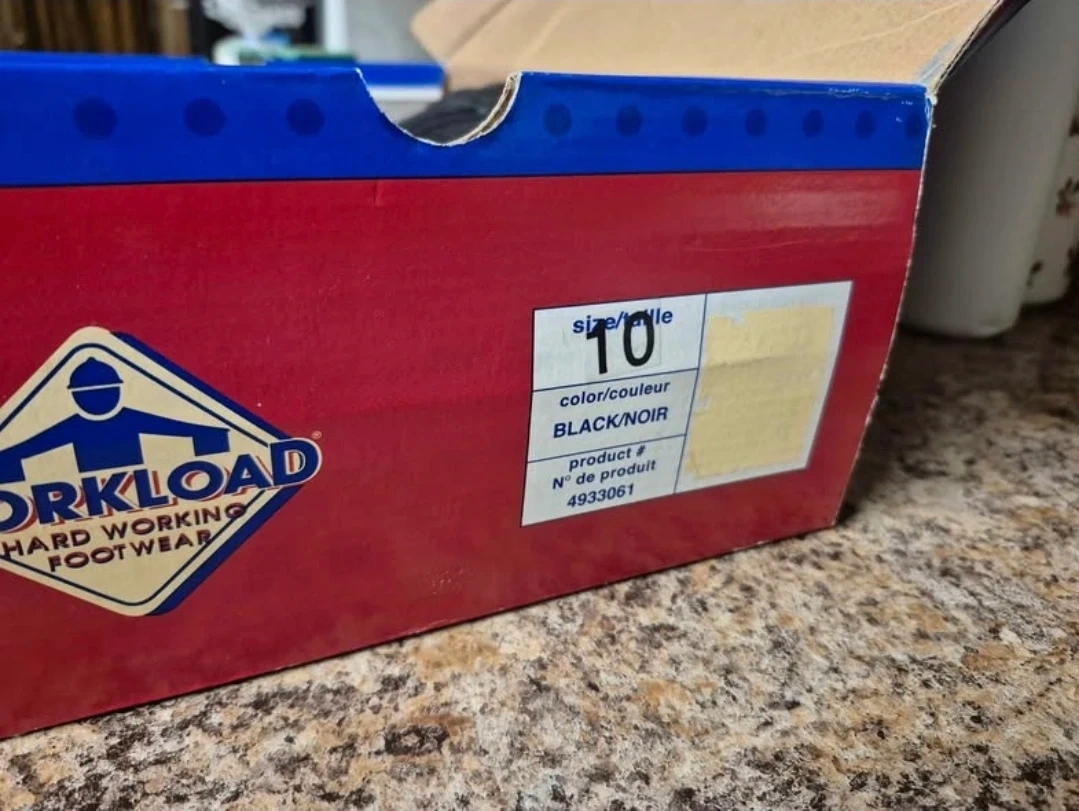 ORKLOAD®
HARD WORKING
FOOTWEAR
size/taille
10
color/couleur
BLACK/NOIR
product #
N° de produit
4933061